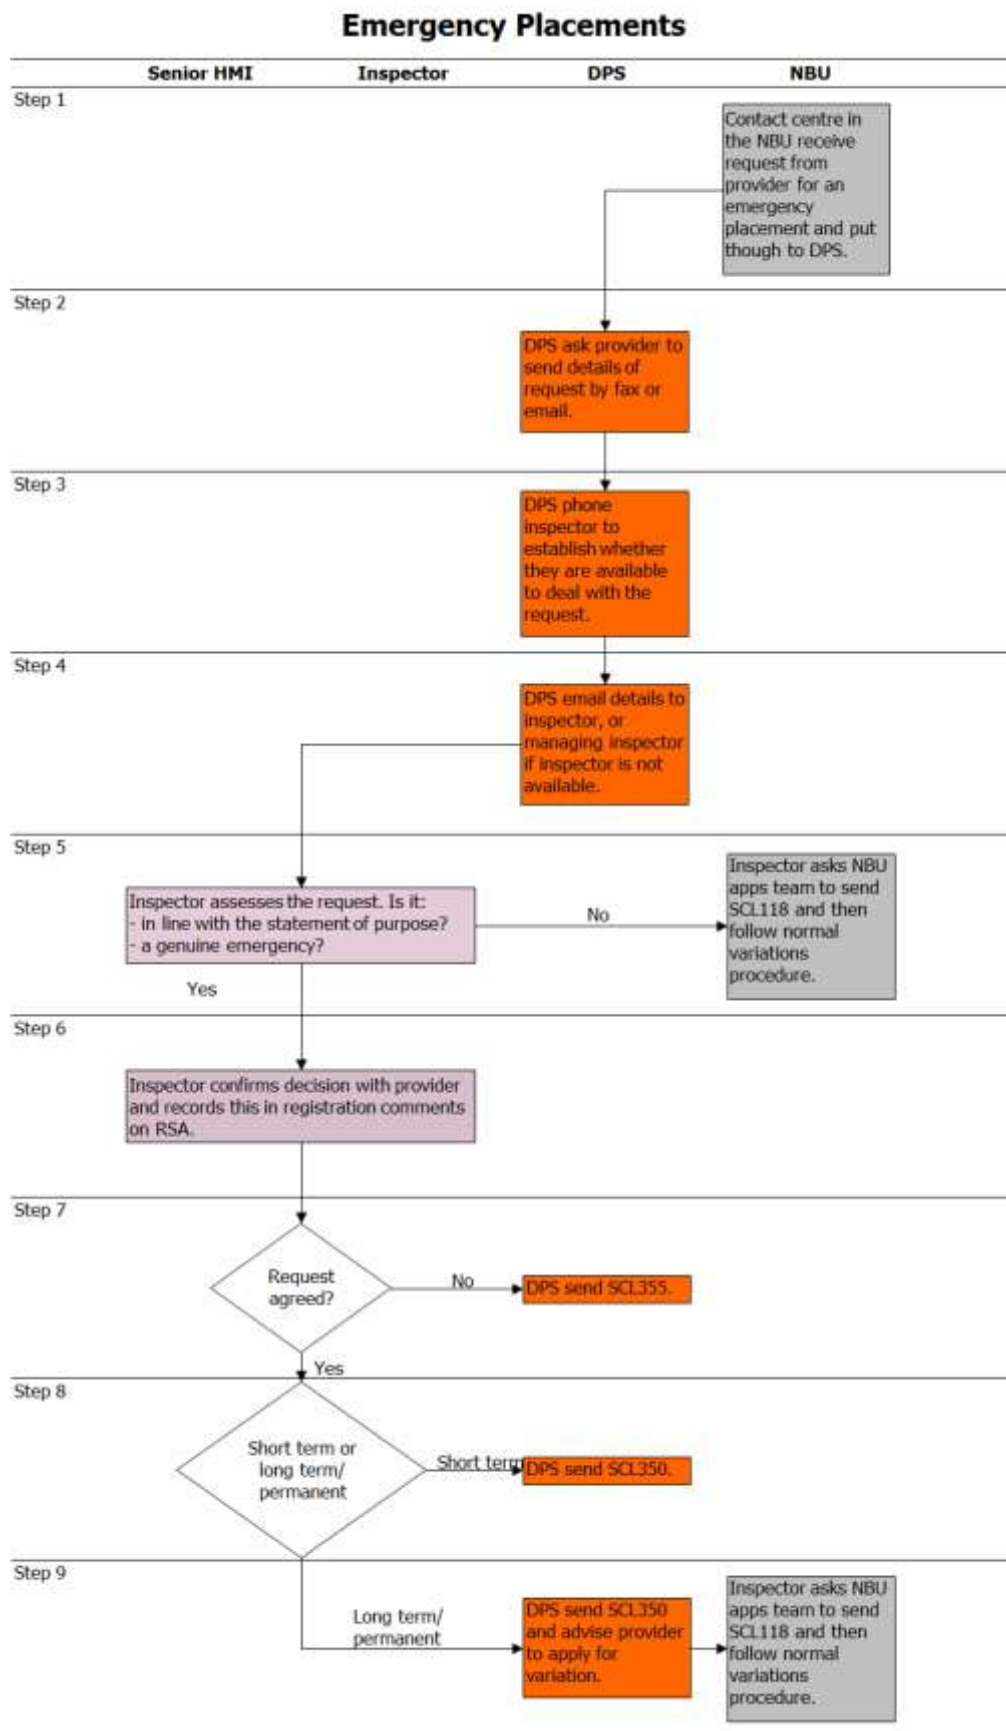 Emergency Placements
Senior HMI Inspector DPS NBU
Step 1
Contact centre in
the NBU receive
request from
provider for an
emergency
placement and put
though to DPS.
Step 2
DPS ask provider to
send details of
request by fax or
email.
Step 3
DPS phone
inspector to
establish whether
they are available
to deal with the
request.
Step 4
DPS email details to
inspector, or
managing inspector
if inspector is not
available.
Step 5
Inspector assesses the request. Is it:
- in line with the statement of purpose?
- a genuine emergency?
No
Inspector asks NBU
apps team to send
SCL118 and then
follow normal
variations
procedure.
Yes
Step 6
Inspector confirms decision with provider
and records this in registration comments
on RSA.
Step 7
Request
agreed?
No
DPS send SCL355.
Yes
Step 8
Short term or
long term/
permanent
Short term
DPS send SCL350.
Step 9
Long term/
permanent
DPS send SCL350
and advise provider
to apply for
variation.
Inspector asks NBU
apps team to send
SCL118 and then
follow normal
variations
procedure.